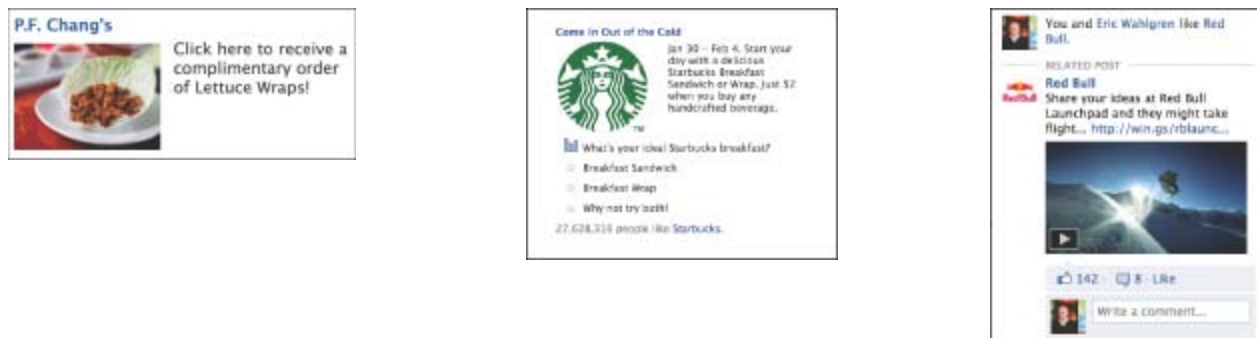 P.F. Chang's
Click here to receive a
complimentary order
of Lettuce Wraps!
Come In Out of the Cold
Jan 30 – Feb 4. Start your
day with a delicious
Starbucks Breakfast
Sandwich or Wrap. Just $2
when you buy any
handcrafted beverage.
TM
What's your ideal Starbucks breakfast?
Breakfast Sandwich
Breakfast Wrap
Why not try both!
people like Starbucks.
You and Eric Wahlgren like Red
Bull.
RELATED POST
Red Bull
RedBull
Share your ideas at Red Bull
Launchpad and they might take
flight... http://win.gs/rblaunc...
142 · 8 · Like
Write a comment...